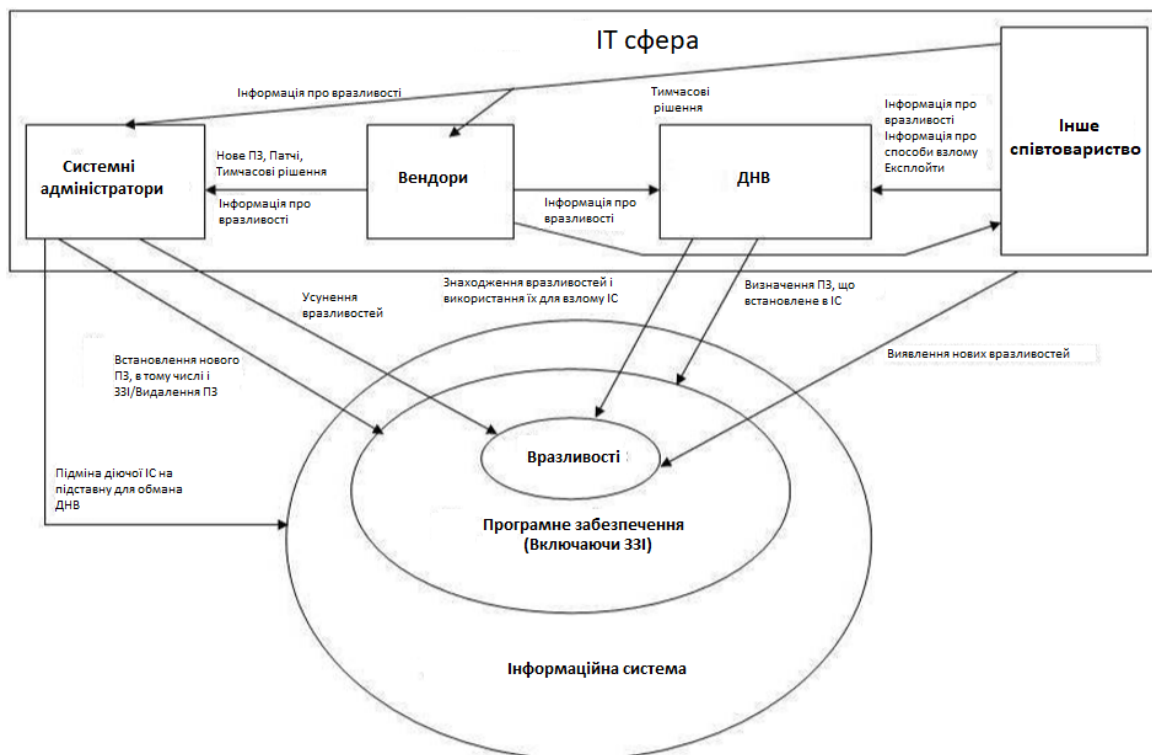 ІТ сфера
Інформація про вразливості
Тимчасові
рішення
Інформація про
вразливості
Інформація про
способи взлому
Експлойти
Інше
співтовариство
Системні
адміністратори
Нове ПЗ, Патчі,
Тимчасові рішення
Інформація про
вразливості
Вендори
Інформація про
вразливості
ДНВ
Усунення
вразливостей
Знаходження вразливостей і
використання їх для взлому ІС
Визначення ПЗ, що
встановлене в ІС
Виявлення нових вразливостей
Встановлення нового
ПЗ, в тому числі і
ЗЗІ/Видалення ПЗ
Підміна діючої ІС на
підставну для обмана
ДНВ
Вразливості
Програмне забезпечення
(Включаючи ЗЗІ)
Інформаційна система